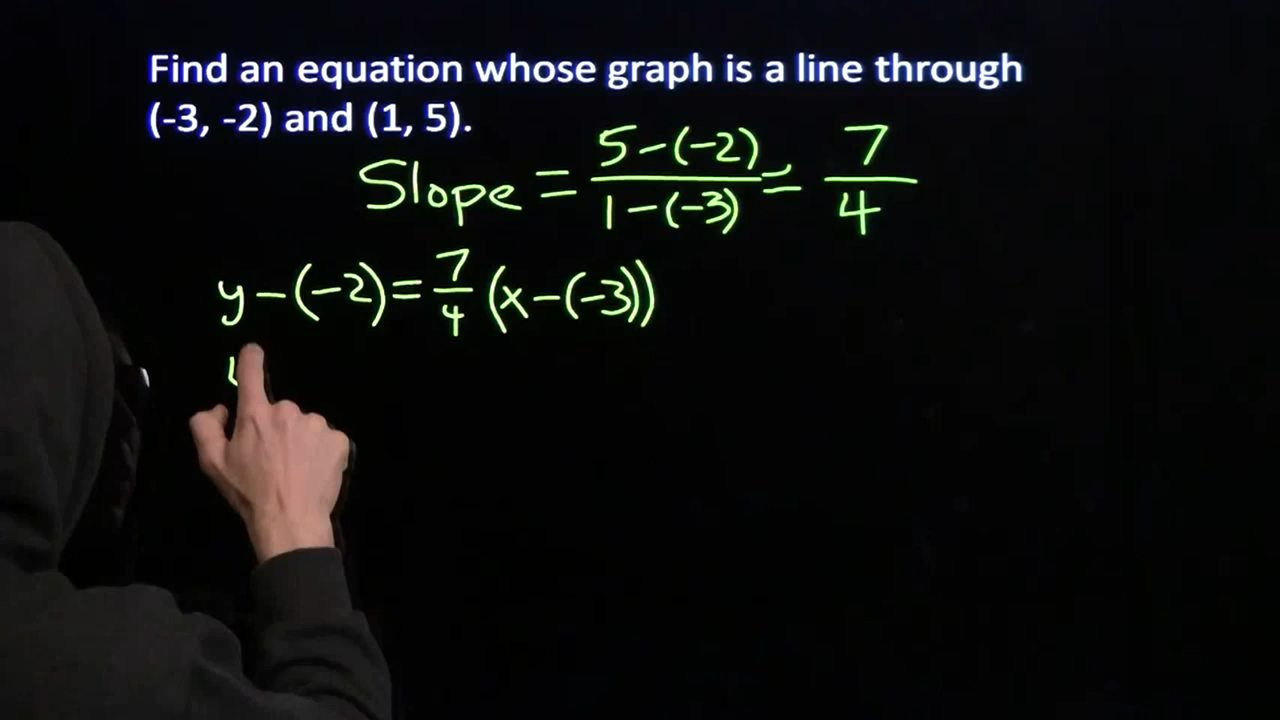 Find an equation whose graph is a line through
(-3, -2) and (1, 5).
Slope = 5-(-2) / 1-(-3) = 7/4
y-(-2)=7/4(x-(-3))